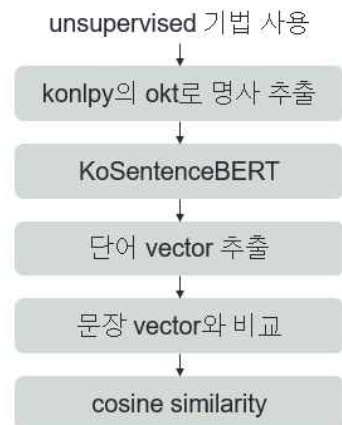 unsupervised 기법 사용
konlpy의 okt로 명사 추출
KoSentenceBERT
단어 vector 추출
문장 vector와 비교
cosine similarity